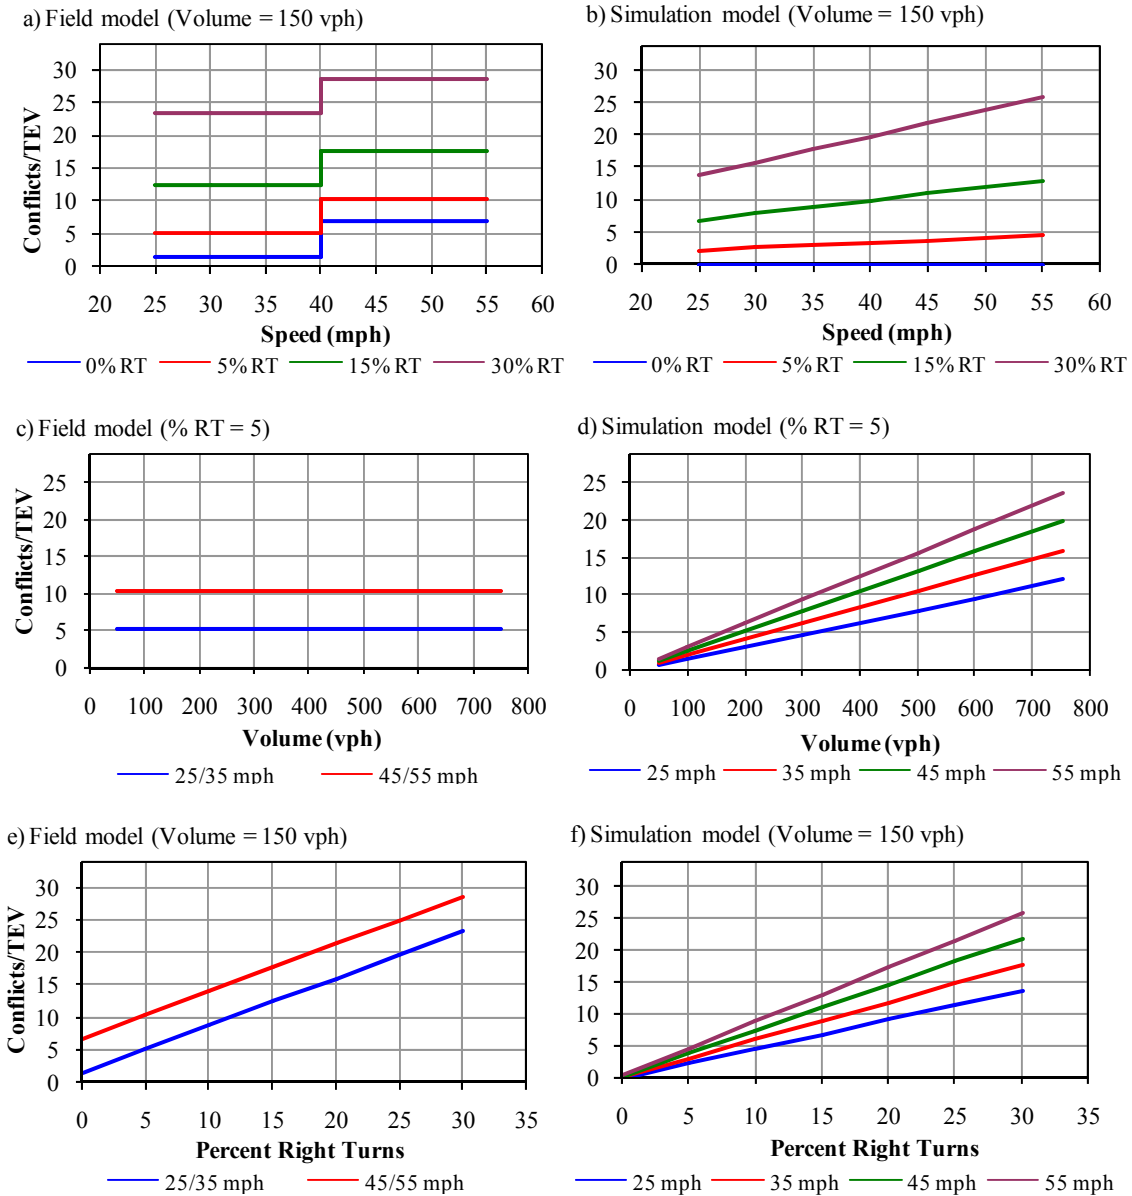 a) Field model (Volume = 150 vph)
Conflicts/TEV
30
25
20
15
10
5
0
20 25 30 35 40 45 50 55 60
Speed (mph)
0% RT 5% RT 15% RT 30% RT
b) Simulation model (Volume = 150 vph)
30
25
20
15
10
5
0
20 25 30 35 40 45 50 55 60
Speed (mph)
0% RT 5% RT 15% RT 30% RT
c) Field model (% RT = 5)
Conflicts/TEV
25
20
15
10
5
0
0 100 200 300 400 500 600 700 800
Volume (vph)
25/35 mph 45/55 mph
d) Simulation model (% RT = 5)
25
20
15
10
5
0
0 100 200 300 400 500 600 700 800
Volume (vph)
25 mph 35 mph 45 mph 55 mph
e) Field model (Volume = 150 vph)
Conflicts/TEV
30
25
20
15
10
5
0
0 5 10 15 20 25 30 35
Percent Right Turns
25/35 mph 45/55 mph
f) Simulation model (Volume = 150 vph)
30
25
20
15
10
5
0
0 5 10 15 20 25 30 35
Percent Right Turns
25 mph 35 mph 45 mph 55 mph